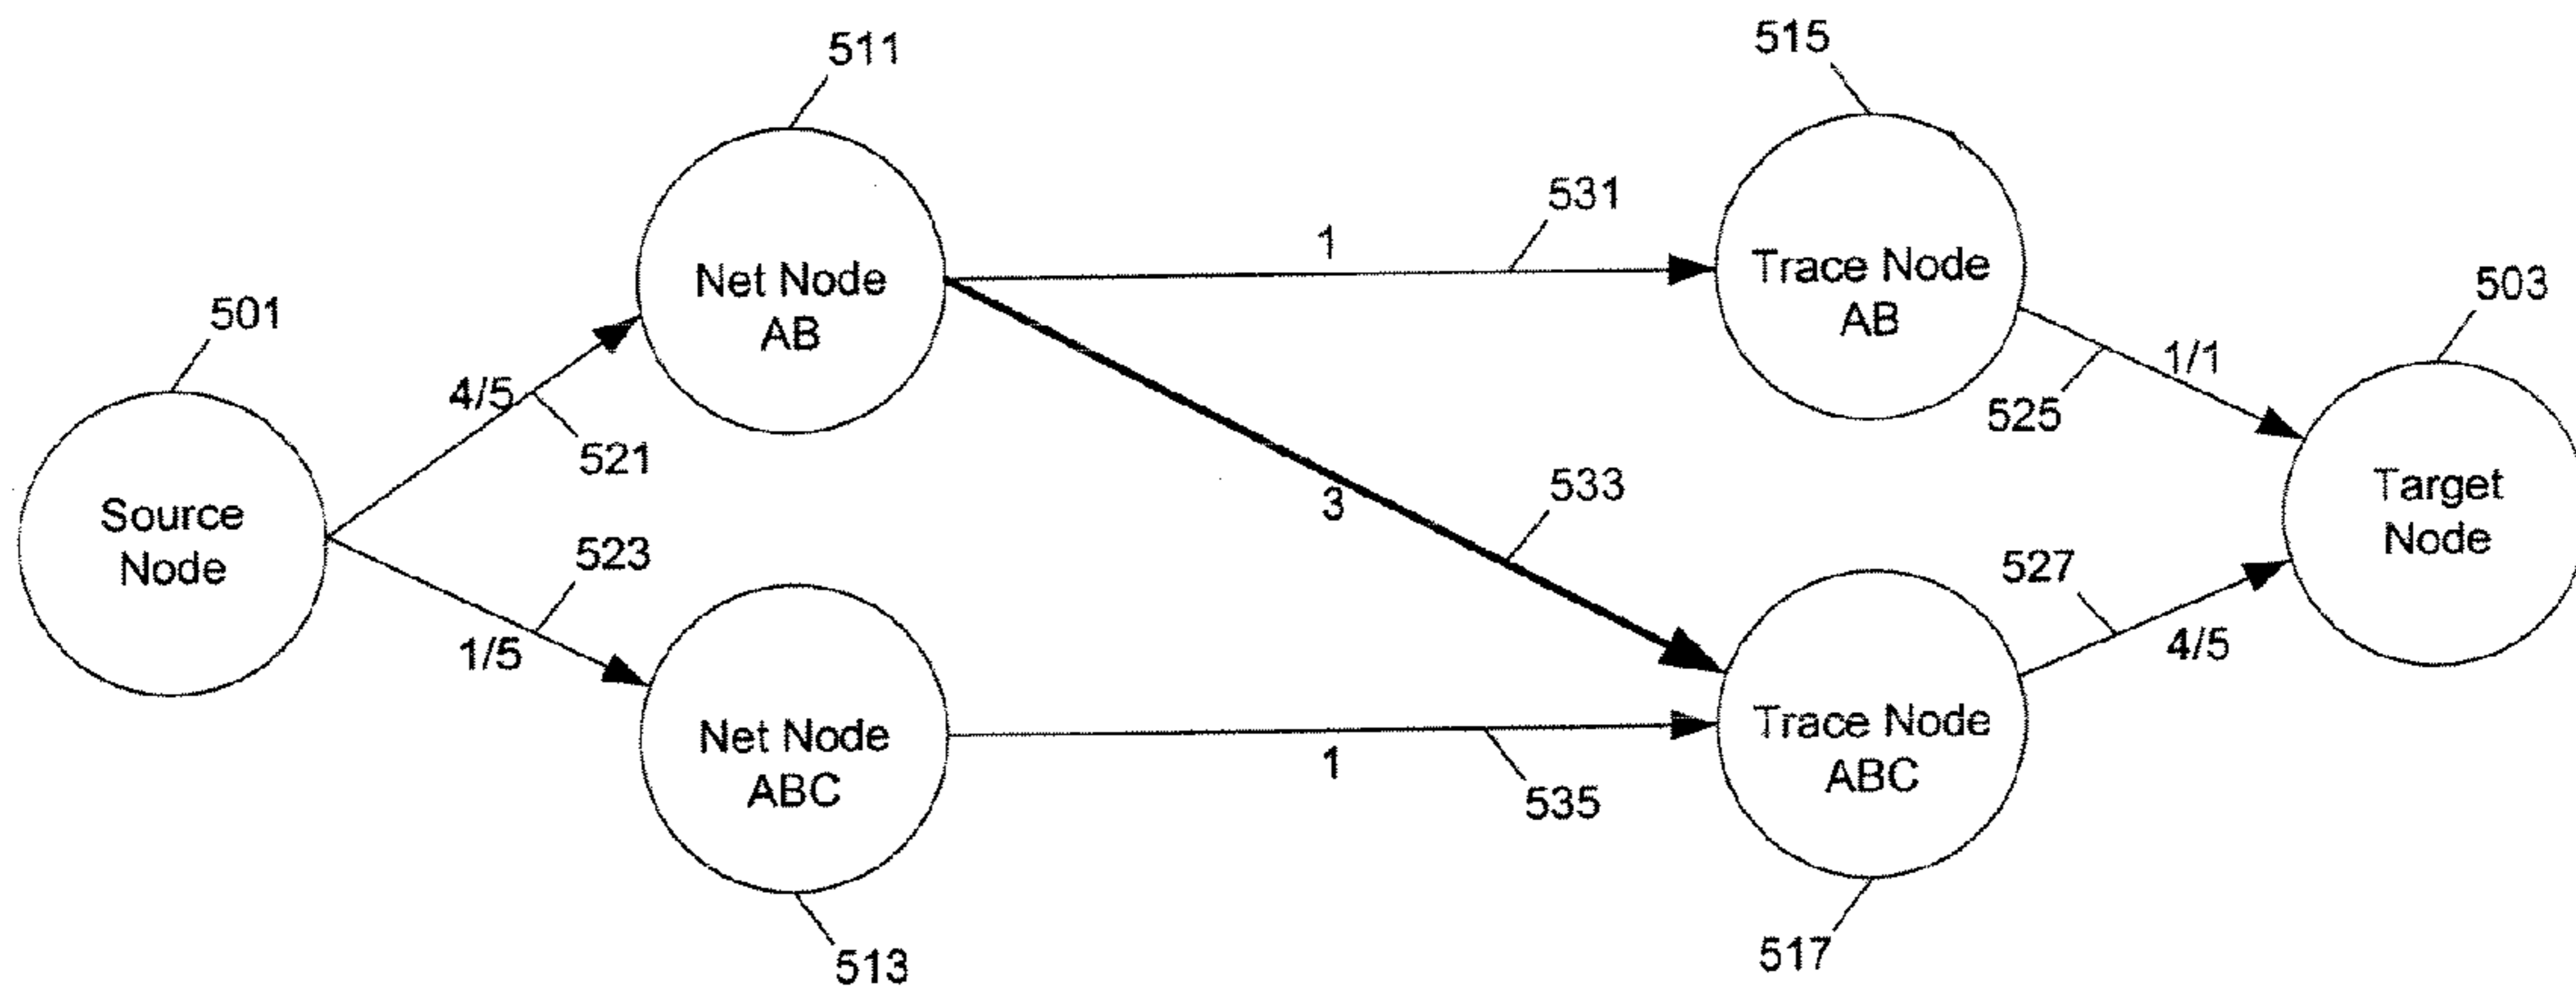 511
515
531
1
Net Node
AB
Trace Node
AB
503
501
1/1
4/5
525
521
Source
Node
533
3
Target
Node
523
527
1/5
4/5
Net Node
ABC
Trace Node
ABC
1
535
513
517